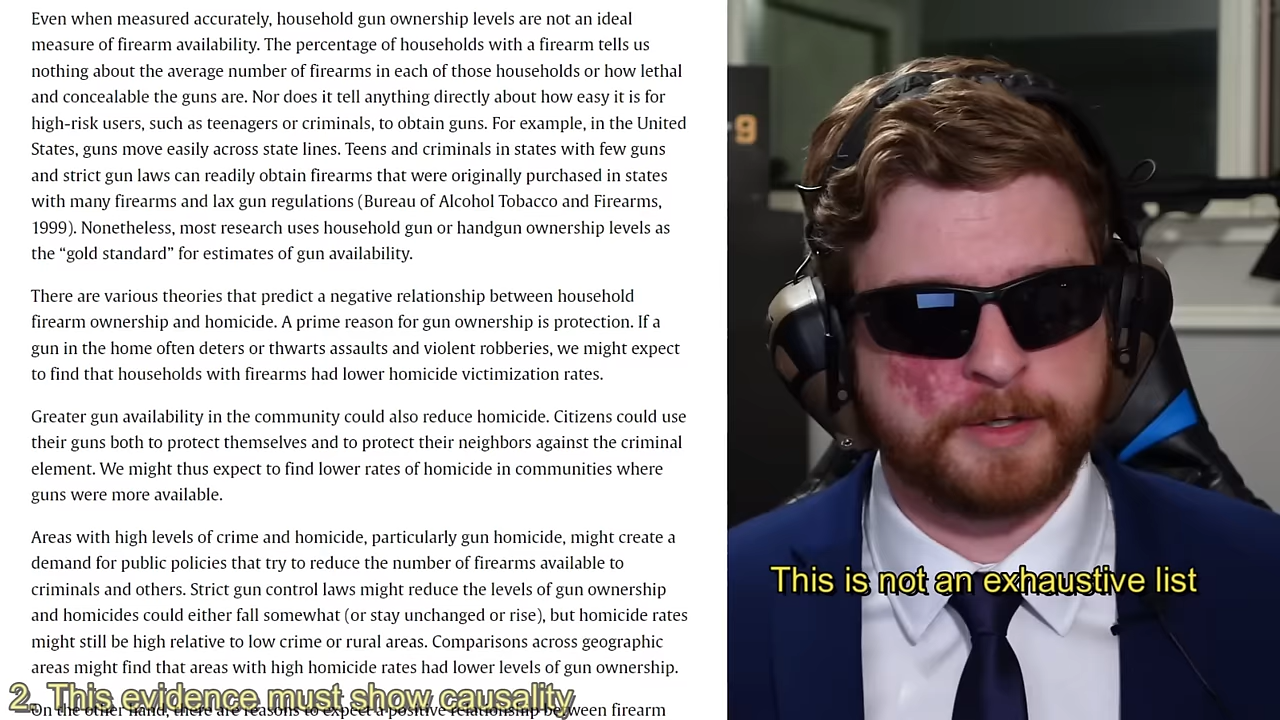 Even when measured accurately, household gun ownership levels are not an ideal
measure of firearm availability. The percentage of households with a firearm tells us
nothing about the average number of firearms in each of those households or how lethal
and concealable the guns are. Nor does it tell anything directly about how easy it is for
high-risk users, such as teenagers or criminals, to obtain guns. For example, in the United
States, guns move easily across state lines. Teens and criminals in states with few guns
and strict gun laws can readily obtain firearms that were originally purchased in states
with many firearms and lax gun regulations (Bureau of Alcohol Tobacco and Firearms,
1999). Nonetheless, most research uses household gun or handgun ownership levels as
the “gold standard” for estimates of gun availability.
There are various theories that predict a negative relationship between household
firearm ownership and homicide. A prime reason for gun ownership is protection. If a
gun in the home often deters or thwarts assaults and violent robberies, we might expect
to find that households with firearms had lower homicide victimization rates.
Greater gun availability in the community could also reduce homicide. Citizens could use
their guns both to protect themselves and to protect their neighbors against the criminal
element. We might thus expect to find lower rates of homicide in communities where
guns were more available.
Areas with high levels of crime and homicide, particularly gun homicide, might create a
demand for public policies that try to reduce the number of firearms available to
criminals and others. Strict gun control laws might reduce the levels of gun ownership
and homicides could either fall somewhat (or stay unchanged or rise), but homicide rates
might still be high relative to low crime or rural areas. Comparisons across geographic
areas might find that areas with high homicide rates had lower levels of gun ownership.
On the other hand, there are reasons to expect a positive relationship between firearm
2. This evidence must show causality
9
This is not an exhaustive list